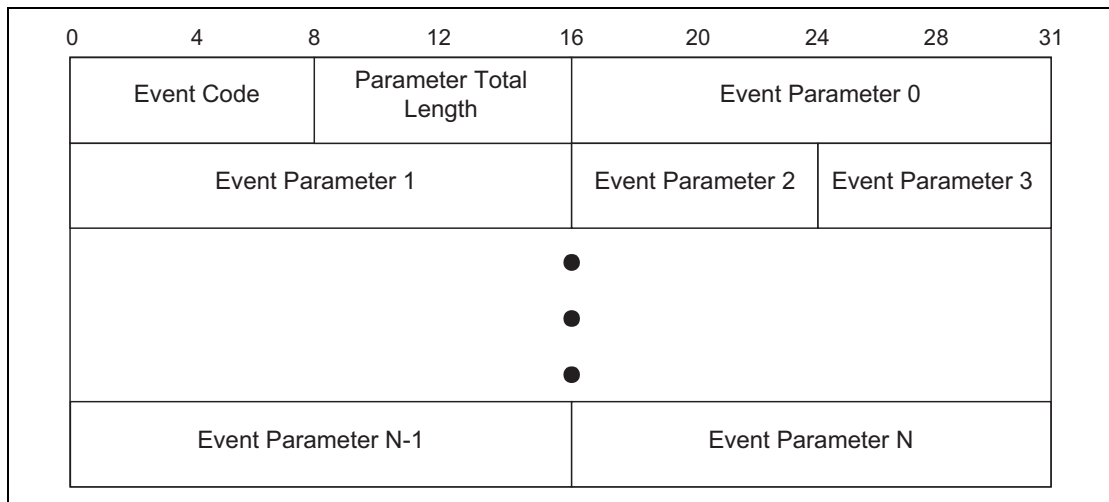 0 4 8 12 16 20 24 28 31
Event Code
Parameter Total
Length
Event Parameter 0
Event Parameter 1
Event Parameter 2
Event Parameter 3
Event Parameter N-1
Event Parameter N